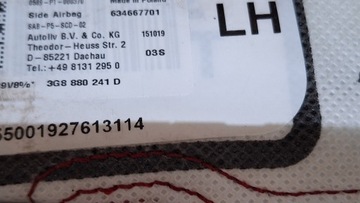 Made in Poland
Side Airbag 634667701
Autoliv B.V. & Co. KG 151019
Theodor - Heuss Str. 2
D - 85221 Dachau 03S
Tel.: +49 8131 295 0
3G8 880 241 D
LH
55001927613114